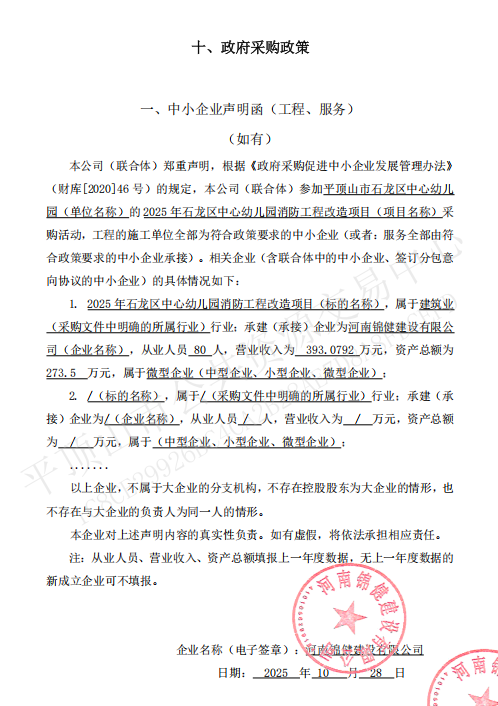 十、政府采购政策
一、中小企业声明函（工程、服务）
（如有）
本公司（联合体）郑重声明，根据《政府采购促进中小企业发展管理办法》
（财库[2020]46 号）的规定，本公司（联合体）参加平顶山市石龙区中心幼儿
园（单位名称）的 2025 年石龙区中心幼儿园消防工程改造项目（项目名称）采
购活动，工程的施工单位全部为符合政策要求的中小企业（或者：服务全部由符
合政策要求的中小企业承接）。相关企业（含联合体中的中小企业、签订分包意
向协议的中小企业）的具体情况如下：
1. 2025 年石龙区中心幼儿园消防工程改造项目（标的名称），属于建筑业
（采购文件中明确的所属行业）行业；承建（承接）企业为河南锦健建设有限公
司（企业名称），从业人员 80 人，营业收入为 393.0792 万元，资产总额为
273.5 万元，属于微型企业（中型企业、小型企业、微型企业）；
2. /（标的名称），属于/（采购文件中明确的所属行业）行业；承建（承
接）企业为/（企业名称），从业人员 / 人，营业收入为 / 万元，资产总额
为 / 万元，属于（中型企业、小型企业、微型企业）；
.......
以上企业，不属于大企业的分支机构，不存在控股股东为大企业的情形，也
不存在与大企业的负责人为同一人的情形。
本企业对上述声明内容的真实性负责。如有虚假，将依法承担相应责任。
注：从业人员、营业收入、资产总额填报上一年度数据，无上一年度数据的
新成立企业可不填报。
企业名称（电子签章）：河南锦健建设有限公司
日期： 2025 年 10 月 28 日
河南锦健建设有限公司
平顶山市公共资源交易中心